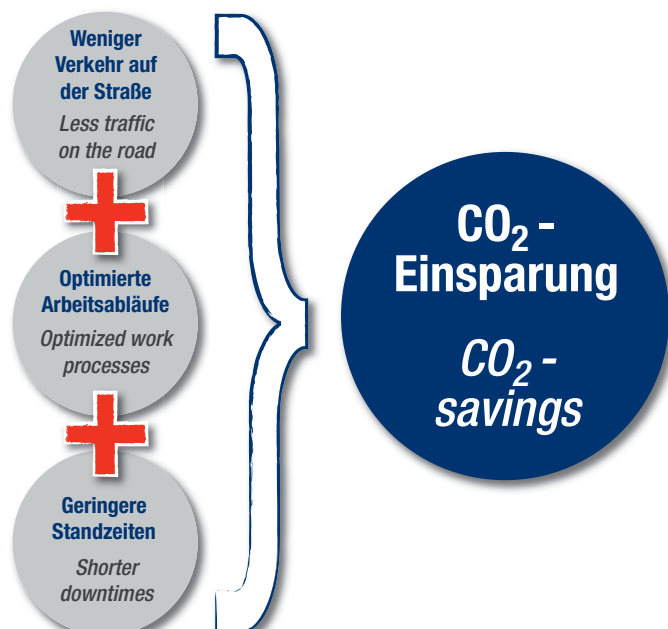 Weniger
Verkehr auf
der Straße
Less traffic
on the road
Optimierte
Arbeitsabläufe
Optimized work
processes
Geringere
Standzeiten
Shorter
downtimes
CO₂ -
Einsparung
CO₂ -
savings